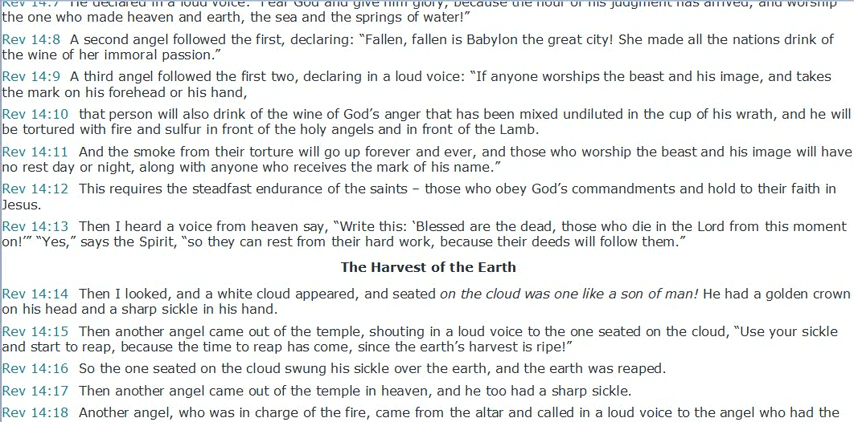 Rev 14:7 He declared in a loud voice: “Fear God and give him glory, because the hour of his judgment has arrived, and worship
the one who made heaven and earth, the sea and the springs of water!”
Rev 14:8 A second angel followed the first, declaring: “Fallen, fallen is Babylon the great city! She made all the nations drink of
the wine of her immoral passion.”
Rev 14:9 A third angel followed the first two, declaring in a loud voice: “If anyone worships the beast and his image, and takes
the mark on his forehead or his hand,
Rev 14:10 that person will also drink of the wine of God’s anger that has been mixed undiluted in the cup of his wrath, and he will
be tortured with fire and sulfur in front of the holy angels and in front of the Lamb.
Rev 14:11 And the smoke from their torture will go up forever and ever, and those who worship the beast and his image will have
no rest day or night, along with anyone who receives the mark of his name.”
Rev 14:12 This requires the steadfast endurance of the saints – those who obey God’s commandments and hold to their faith in
Jesus.
Rev 14:13 Then I heard a voice from heaven say, “Write this: ‘Blessed are the dead, those who die in the Lord from this moment
on!’” “Yes,” says the Spirit, “so they can rest from their hard work, because their deeds will follow them.”
The Harvest of the Earth
Rev 14:14 Then I looked, and a white cloud appeared, and seated on the cloud was one like a son of man! He had a golden crown
on his head and a sharp sickle in his hand.
Rev 14:15 Then another angel came out of the temple, shouting in a loud voice to the one seated on the cloud, “Use your sickle
and start to reap, because the time to reap has come, since the earth’s harvest is ripe!”
Rev 14:16 So the one seated on the cloud swung his sickle over the earth, and the earth was reaped.
Rev 14:17 Then another angel came out of the temple in heaven, and he too had a sharp sickle.
Rev 14:18 Another angel, who was in charge of the fire, came from the altar and called in a loud voice to the angel who had the